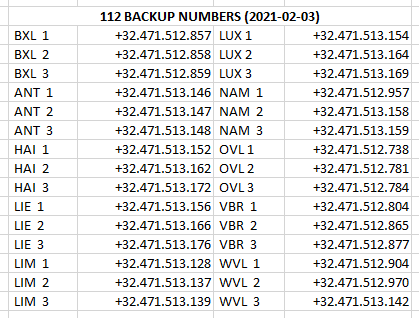 112 BACKUP NUMBERS (2021-02-03)
BXL 1 +32.471.512.857 LUX 1 +32.471.513.154
BXL 2 +32.471.512.858 LUX 2 +32.471.513.164
BXL 3 +32.471.512.859 LUX 3 +32.471.513.169
ANT 1 +32.471.513.146 NAM 1 +32.471.512.957
ANT 2 +32.471.513.147 NAM 2 +32.471.513.158
ANT 3 +32.471.513.148 NAM 3 +32.471.513.159
HAI 1 +32.471.513.152 OVL 1 +32.471.512.738
HAI 2 +32.471.513.162 OVL 2 +32.471.512.781
HAI 3 +32.471.513.172 OVL 3 +32.471.512.784
LIE 1 +32.471.513.156 VBR 1 +32.471.512.804
LIE 2 +32.471.513.166 VBR 2 +32.471.512.865
LIE 3 +32.471.513.176 VBR 3 +32.471.512.877
LIM 1 +32.471.513.128 WVL 1 +32.471.512.904
LIM 2 +32.471.513.137 WVL 2 +32.471.512.970
LIM 3 +32.471.513.139 WVL 3 +32.471.513.142